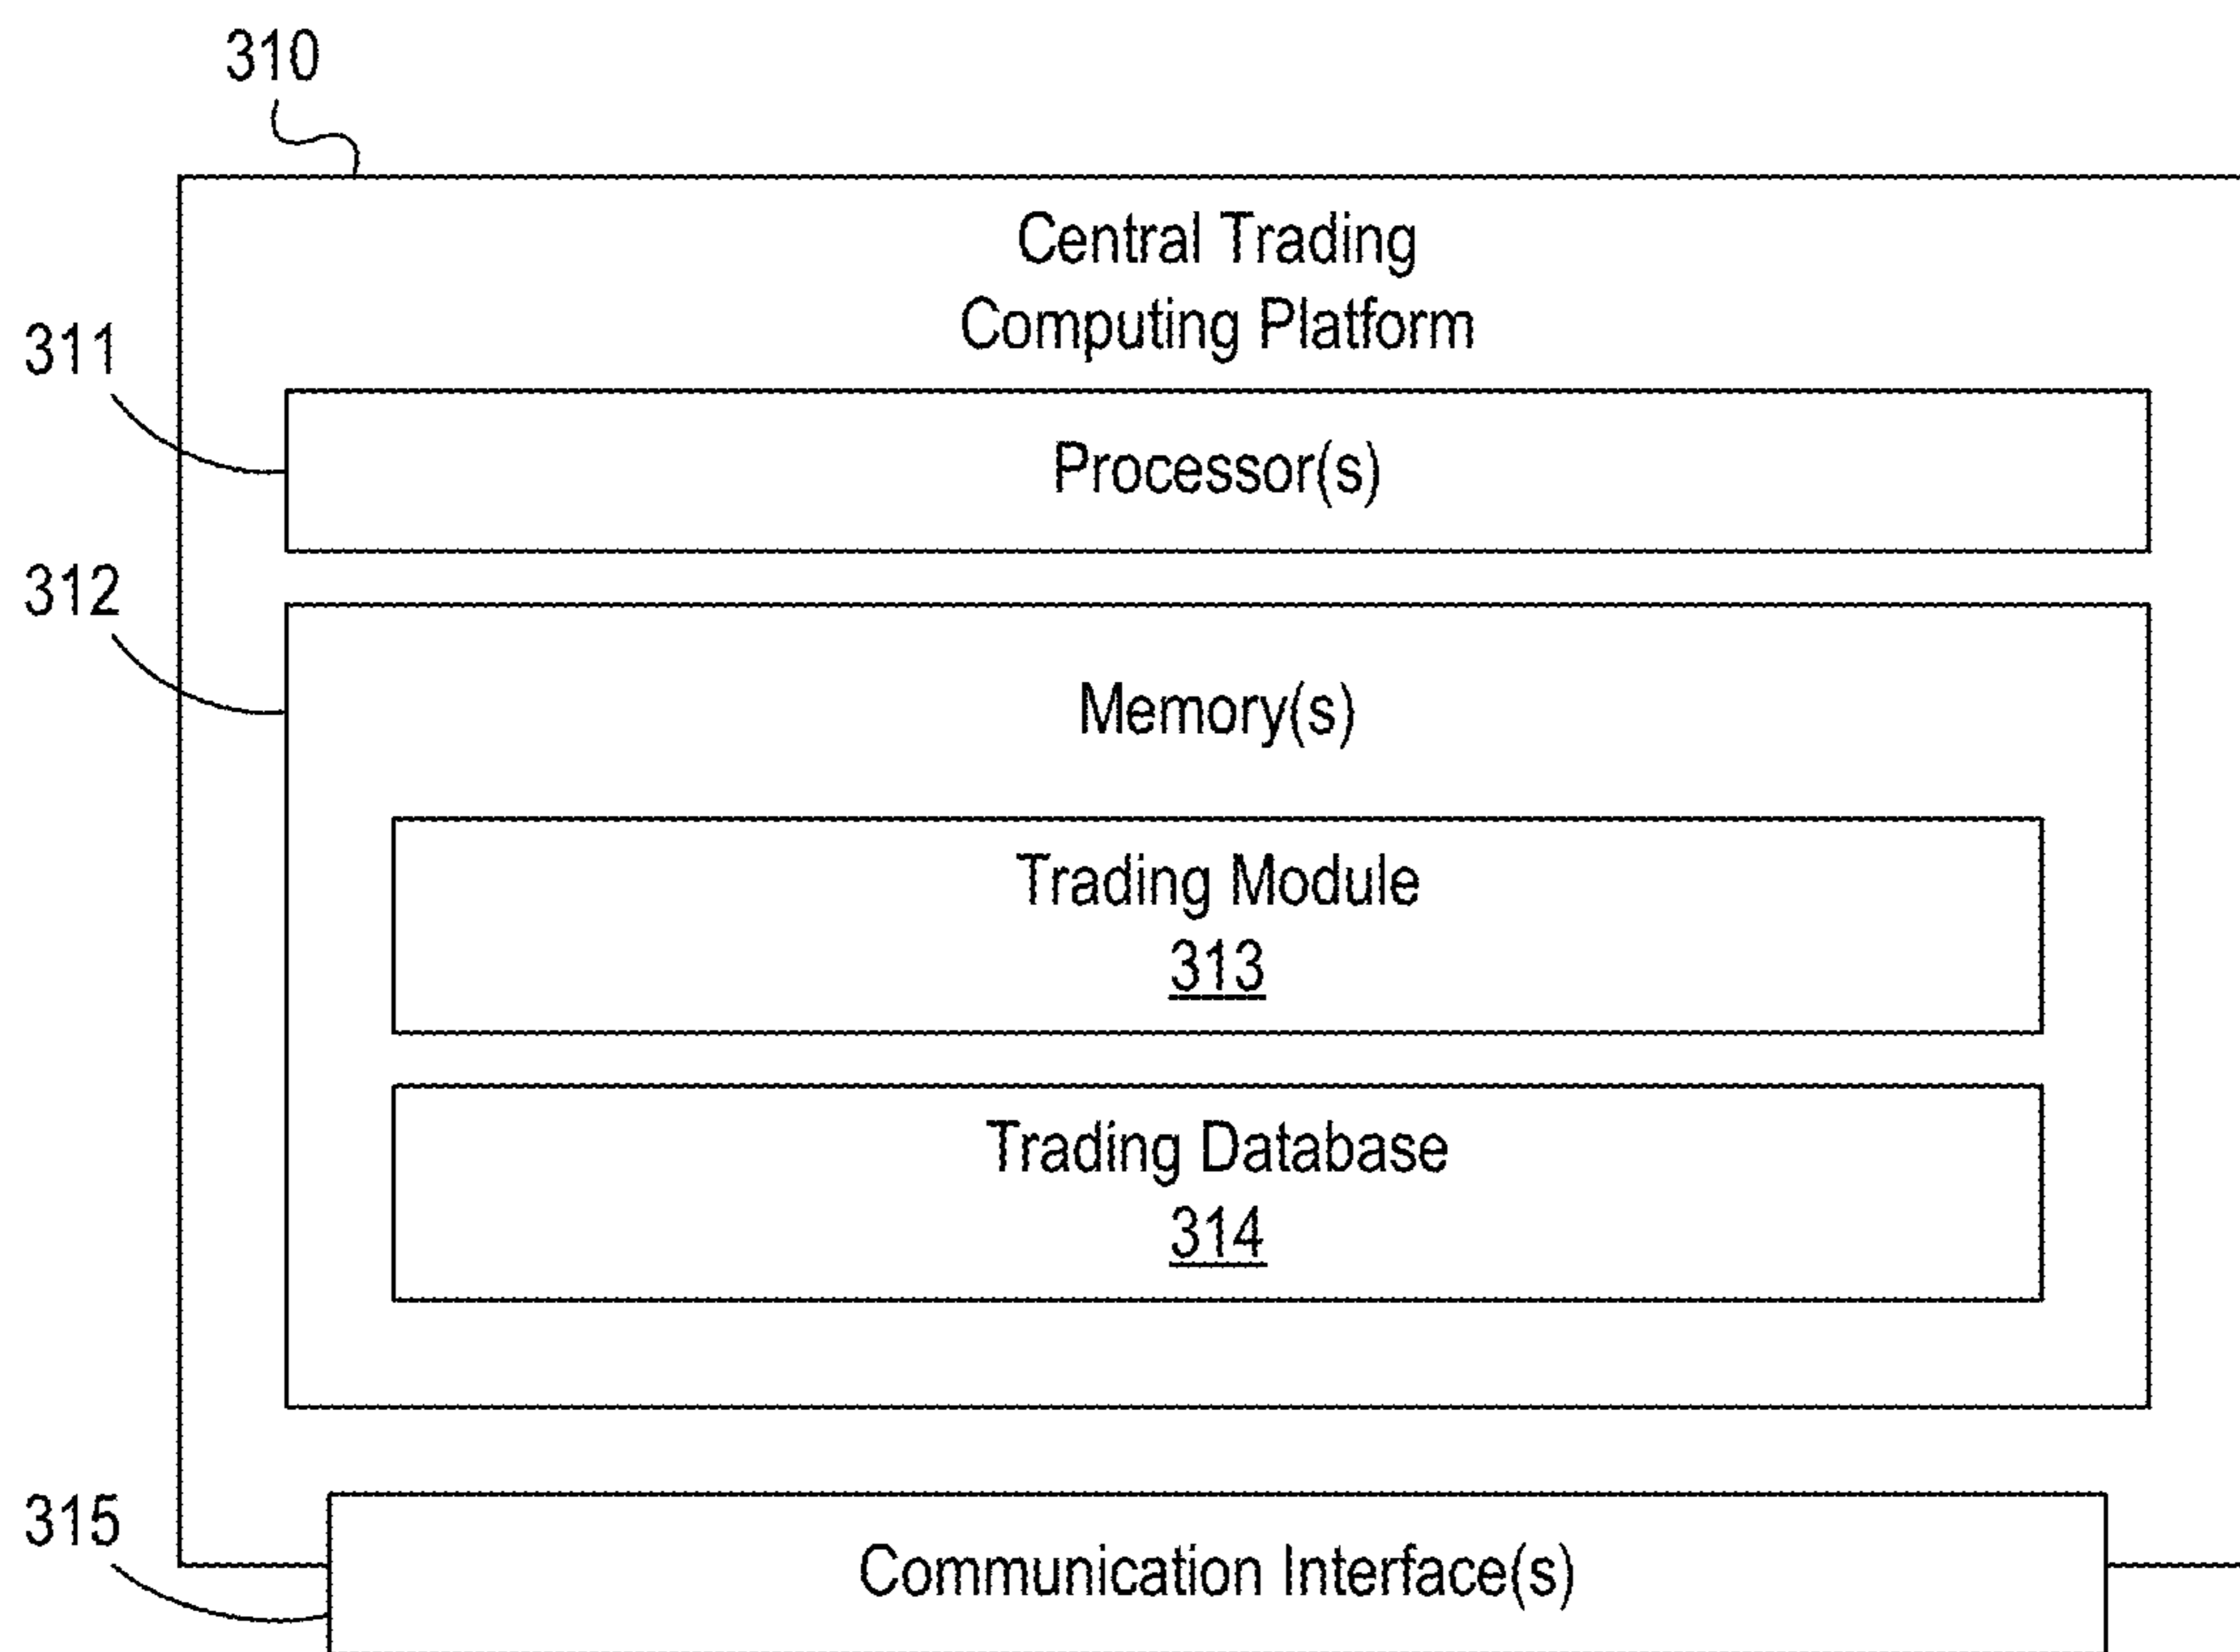 310
Central Trading
Computing Platform
311
Processor(s)
312
Memory(s)
Trading Module
313
Trading Database
314
315
Communication Interface(s)